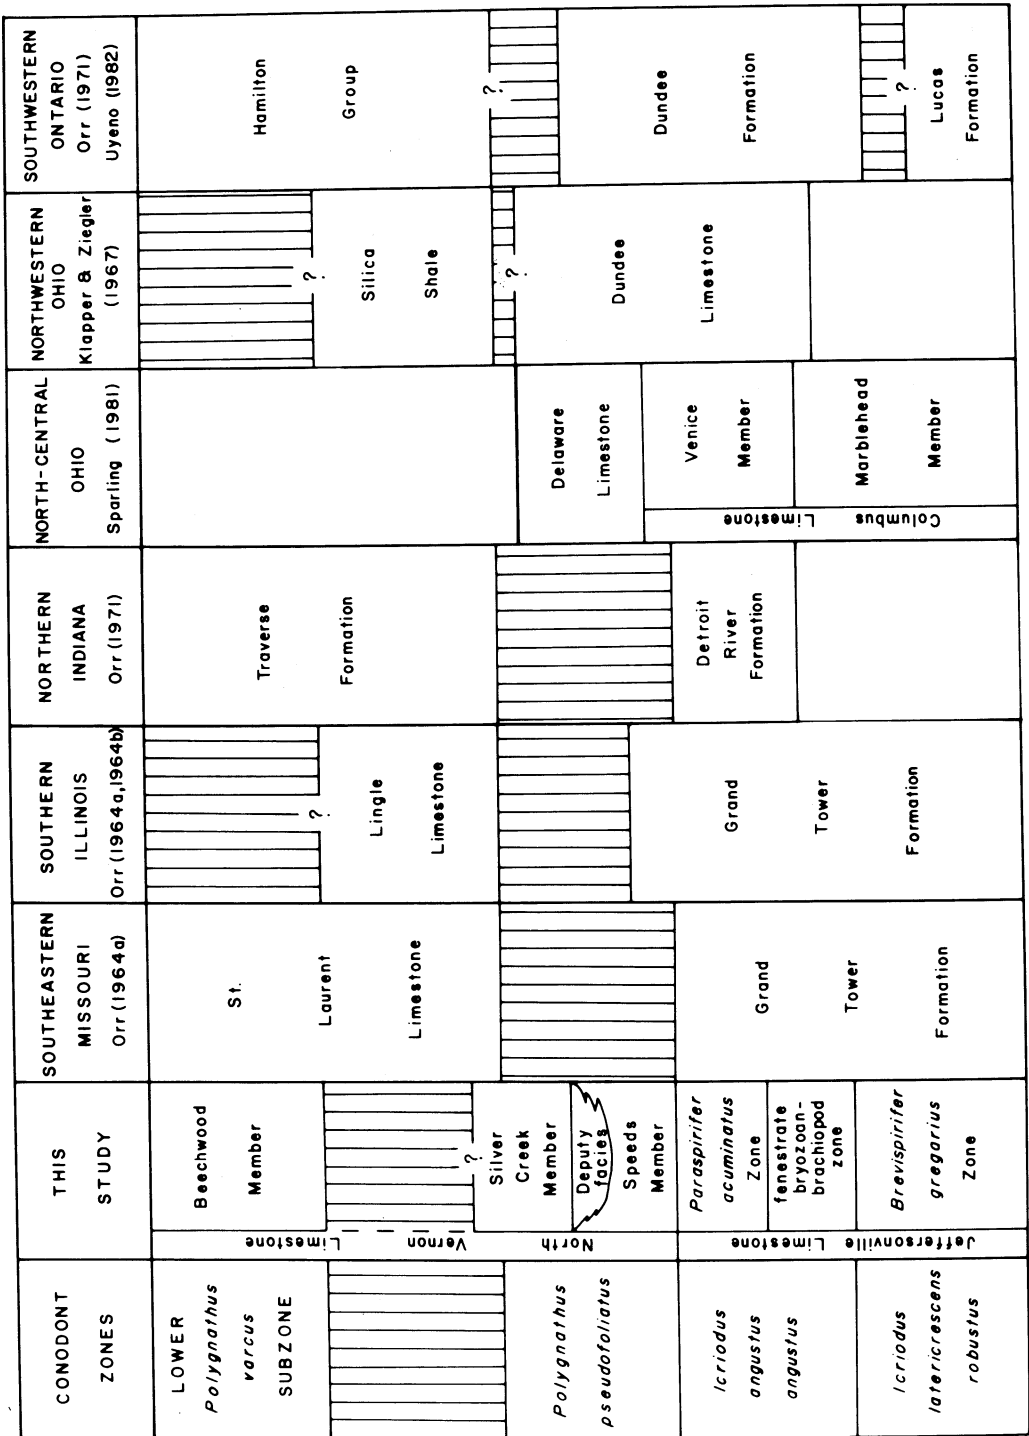 CONODONT
ZONES
LOWER
Polygnathus
varcus
SUBZONE
Polygnathus
pseudofoliatus
Icriodus
angustus
angustus
Icriodus
latericrescens
robustus
THIS
STUDY
Beechwood
Member
?
Silver
Creek
Member
Deputy
facies
Speeds
Member
Paraspirifer
acuminatus
Zone
fenestrate
bryozoan-
brachiopod
zone
Brevispirifer
gregarius
Zone
North Vernon Limestone
Jeffersonville Limestone
SOUTHEASTERN
MISSOURI
Orr (1964a)
St.
Laurent
Limestone
Grand
Tower
Formation
SOUTHERN
ILLINOIS
Orr (1964a,1964b)
?
Lingle
Limestone
Grand
Tower
Formation
NORTHERN
INDIANA
Orr (1971)
Traverse
Formation
Detroit
River
Formation
NORTH-CENTRAL
OHIO
Sparling (1981)
Delaware
Limestone
Venice
Member
Marblehead
Member
Columbus Limestone
NORTHWESTERN
OHIO
Klapper & Ziegler
(1967)
?
Silica
Shale
?
Dundee
Limestone
SOUTHWESTERN
ONTARIO
Orr (1971)
Uyeno (1982)
Hamilton
Group
?
Dundee
Formation
?
Lucas
Formation